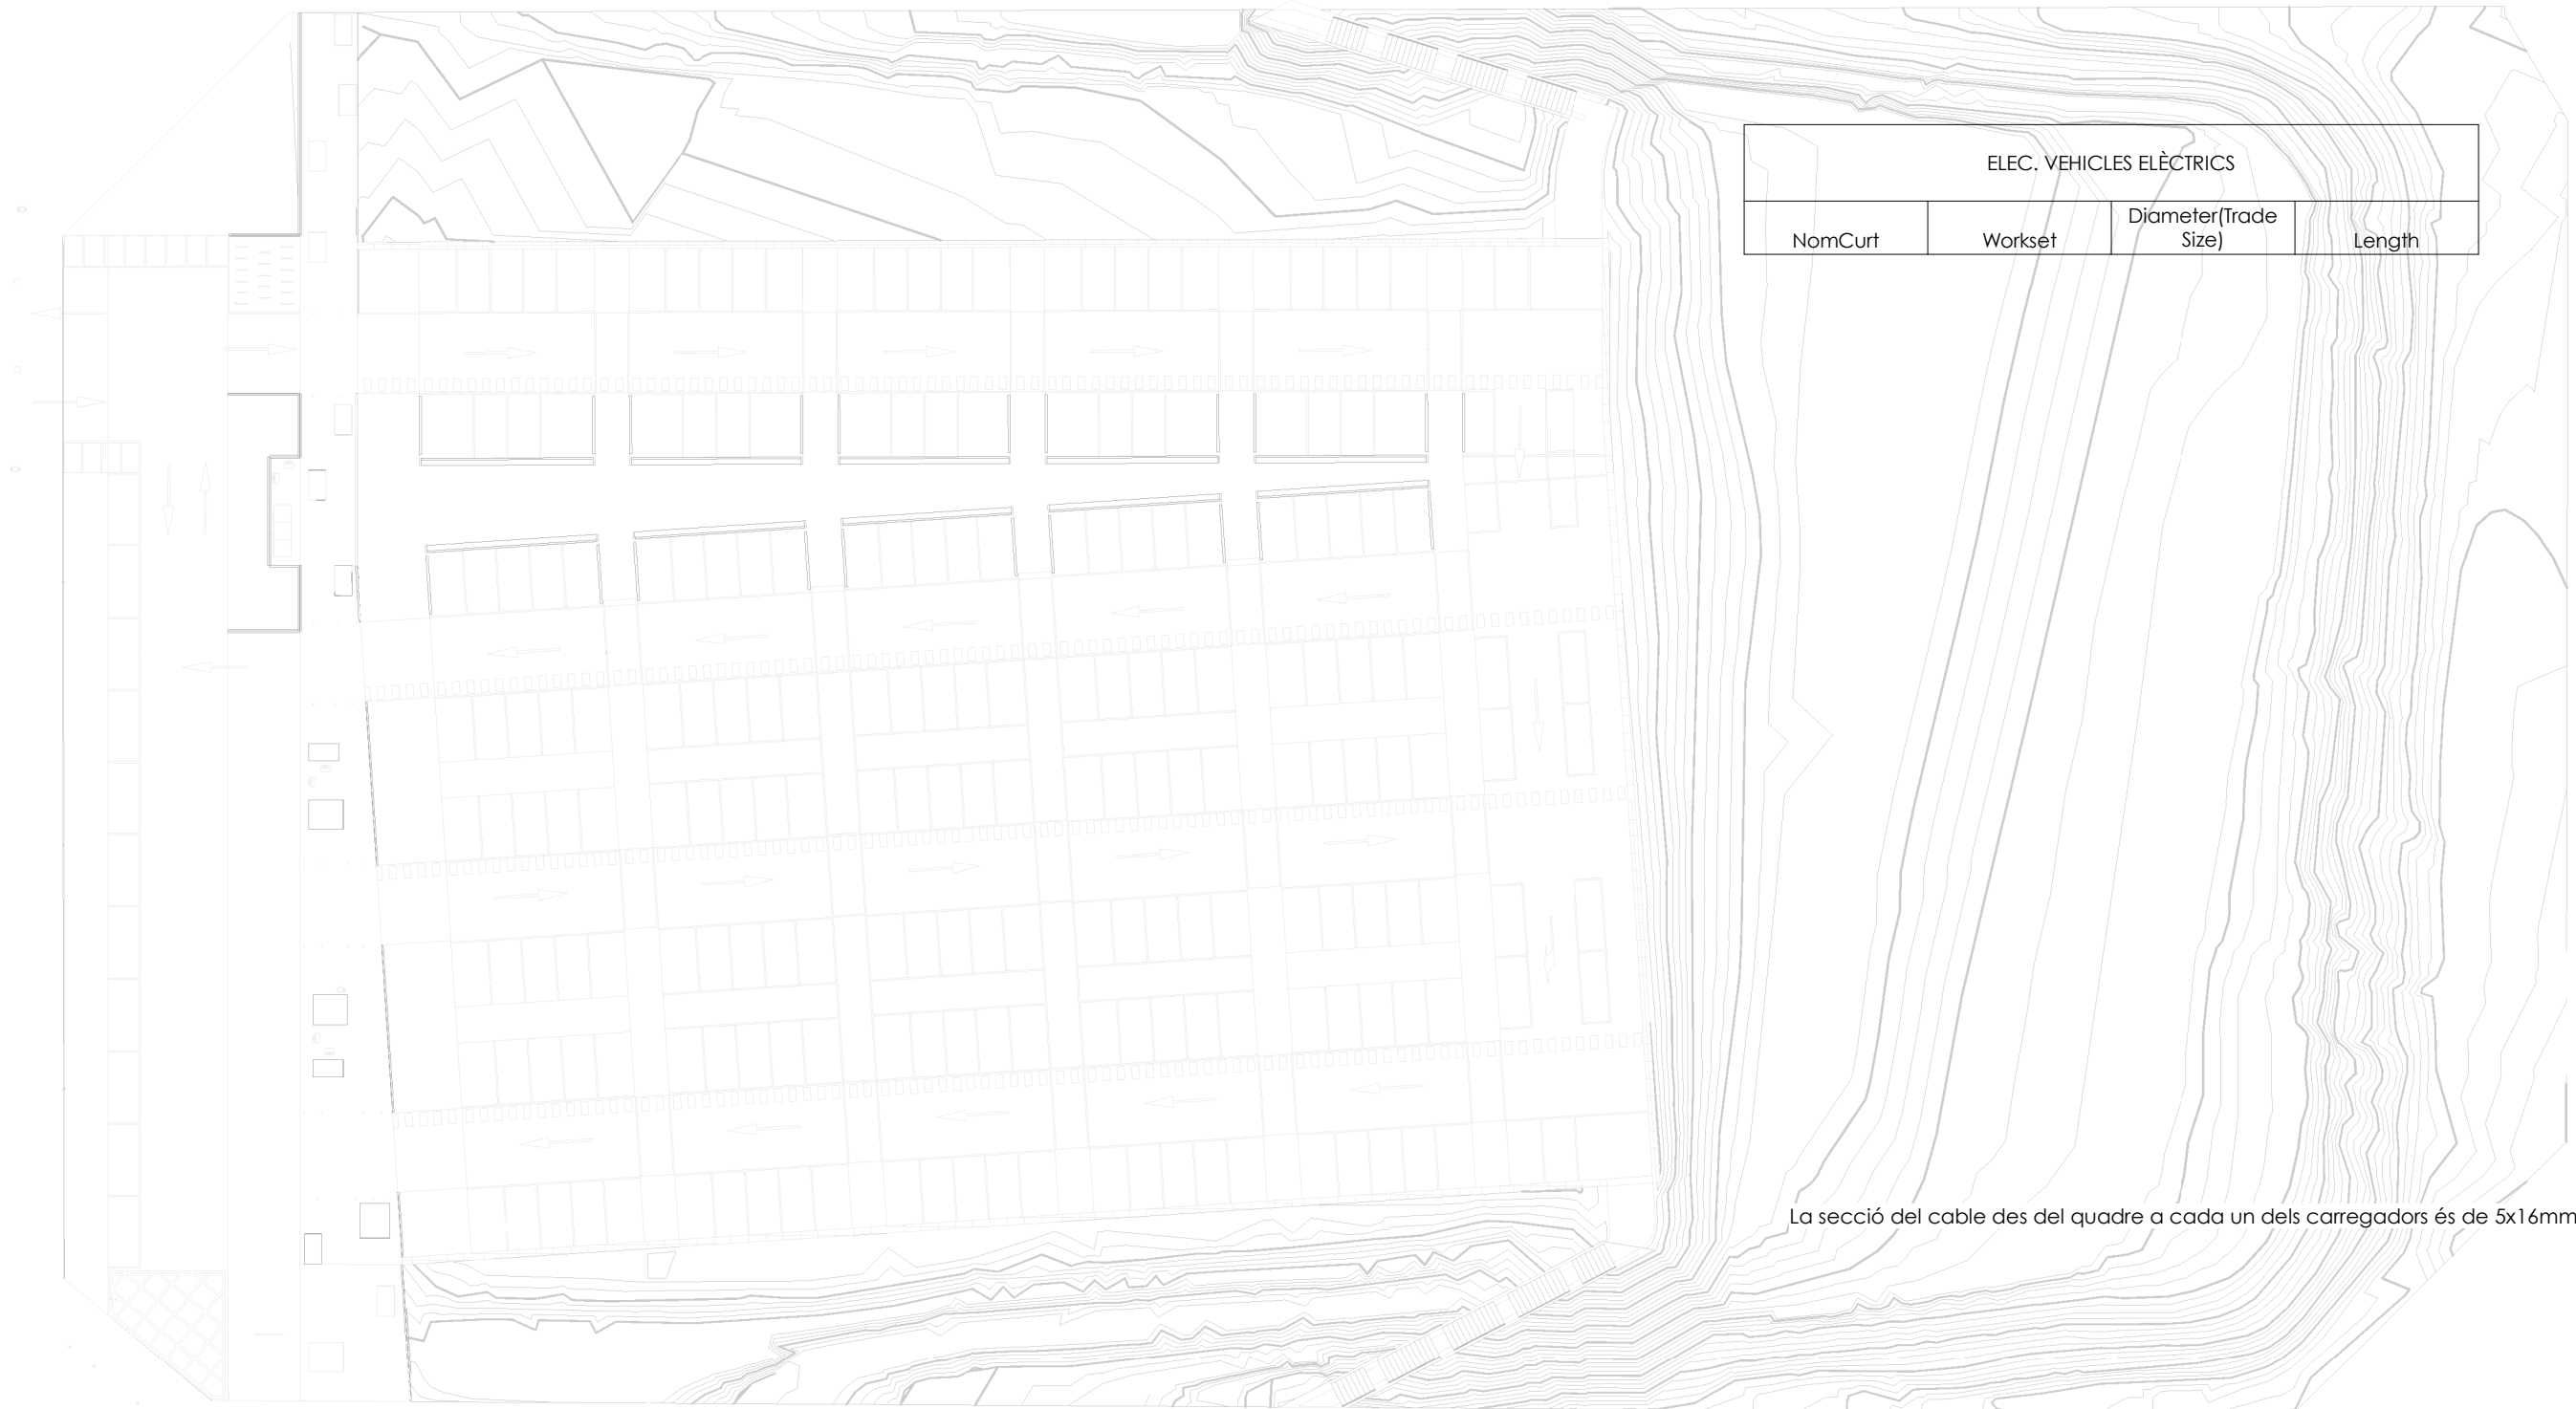 ELEC. VEHICLES ELÈCTRICS
NomCurt
Workset
Diameter(Trade
Size)
Length
La secció del cable des del quadre a cada un dels carregadors és de 5x16mm